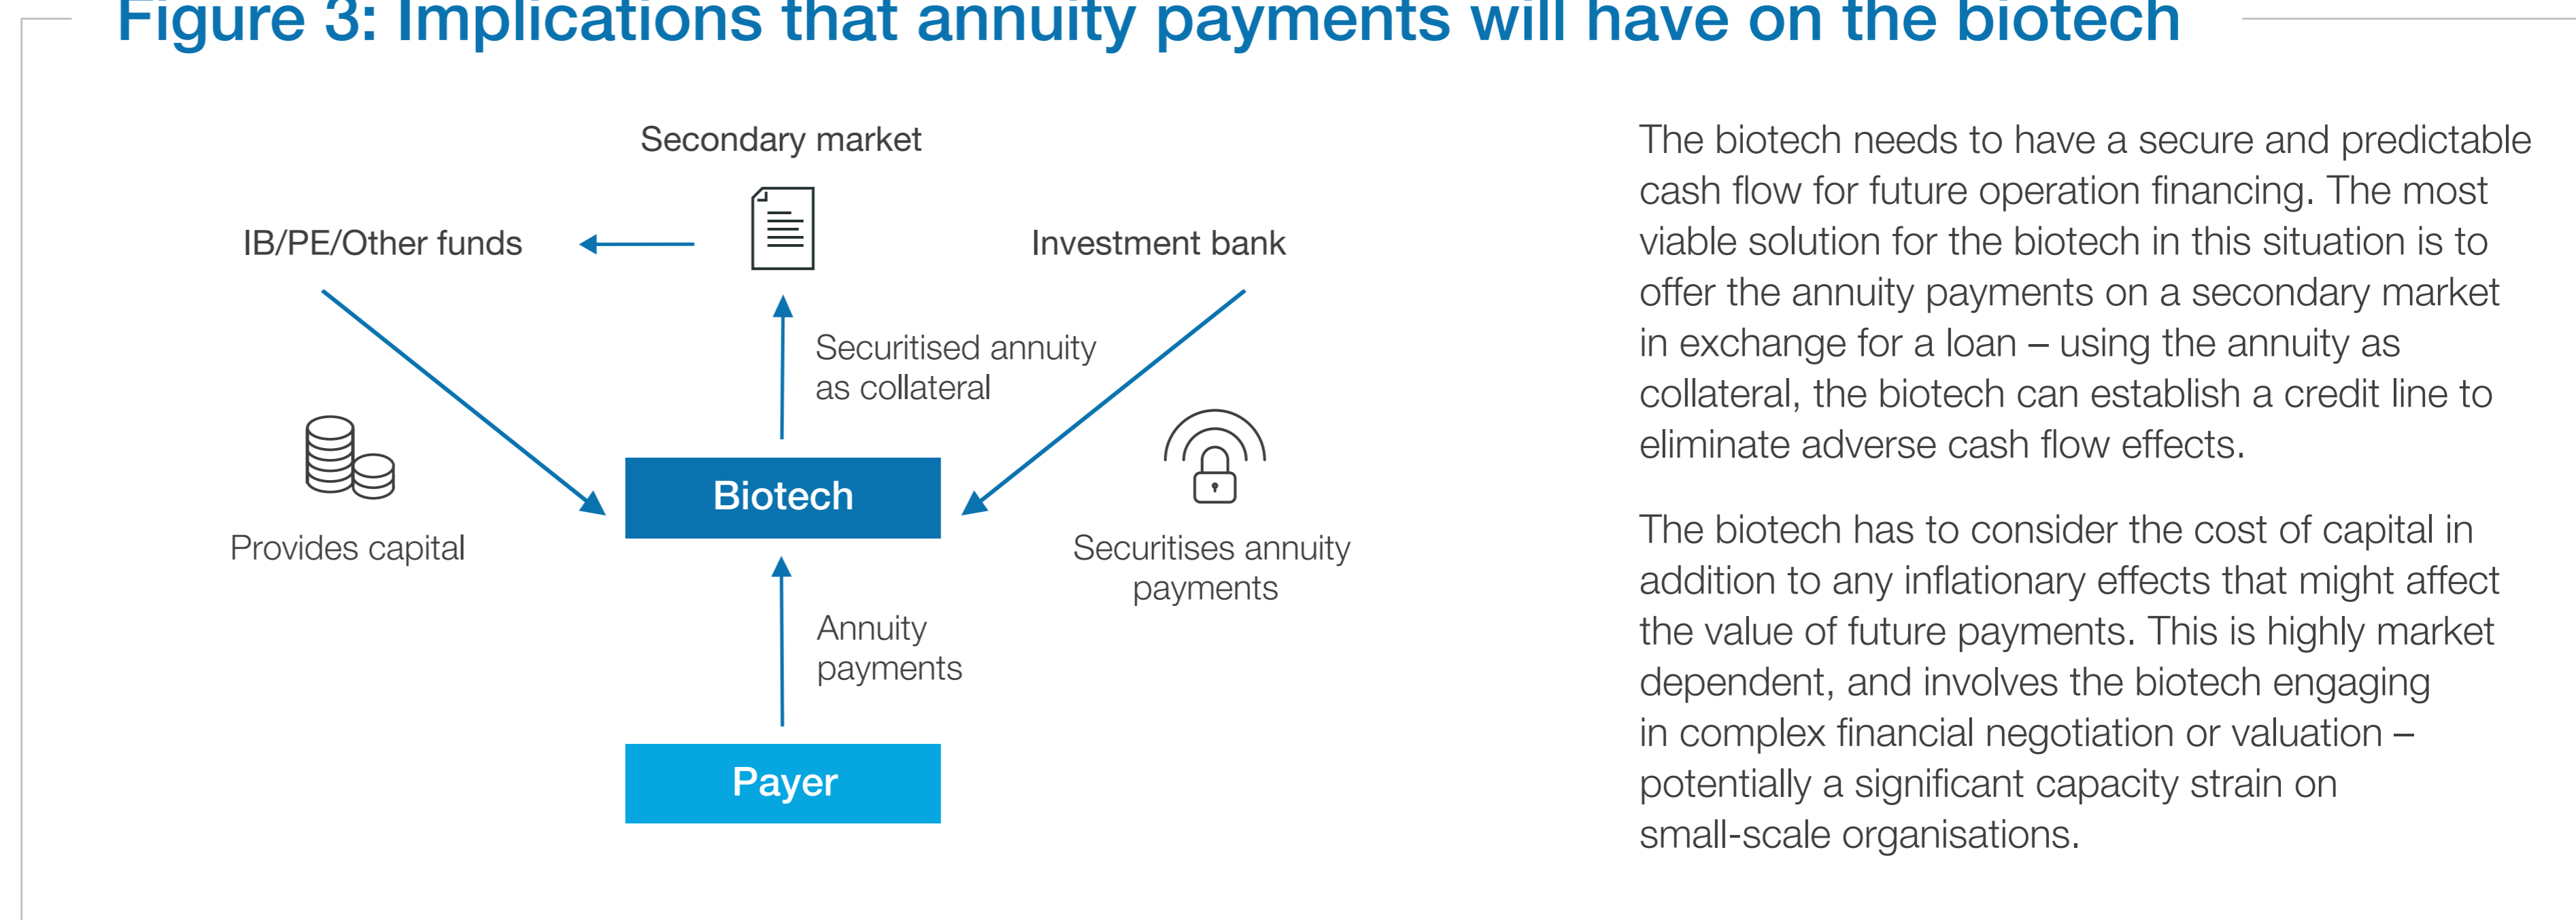 Figure 3: Implications that annuity payments will have on the biotech
Secondary market
IB/PE/Other funds
Investment bank
Securitised annuity
as collateral
Biotech
Provides capital
Securitises annuity
payments
Annuity
payments
Payer
The biotech needs to have a secure and predictable
cash flow for future operation financing. The most
viable solution for the biotech in this situation is to
offer the annuity payments on a secondary market
in exchange for a loan – using the annuity as
collateral, the biotech can establish a credit line to
eliminate adverse cash flow effects.
The biotech has to consider the cost of capital in
addition to any inflationary effects that might affect
the value of future payments. This is highly market
dependent, and involves the biotech engaging
in complex financial negotiation or valuation –
potentially a significant capacity strain on
small-scale organisations.